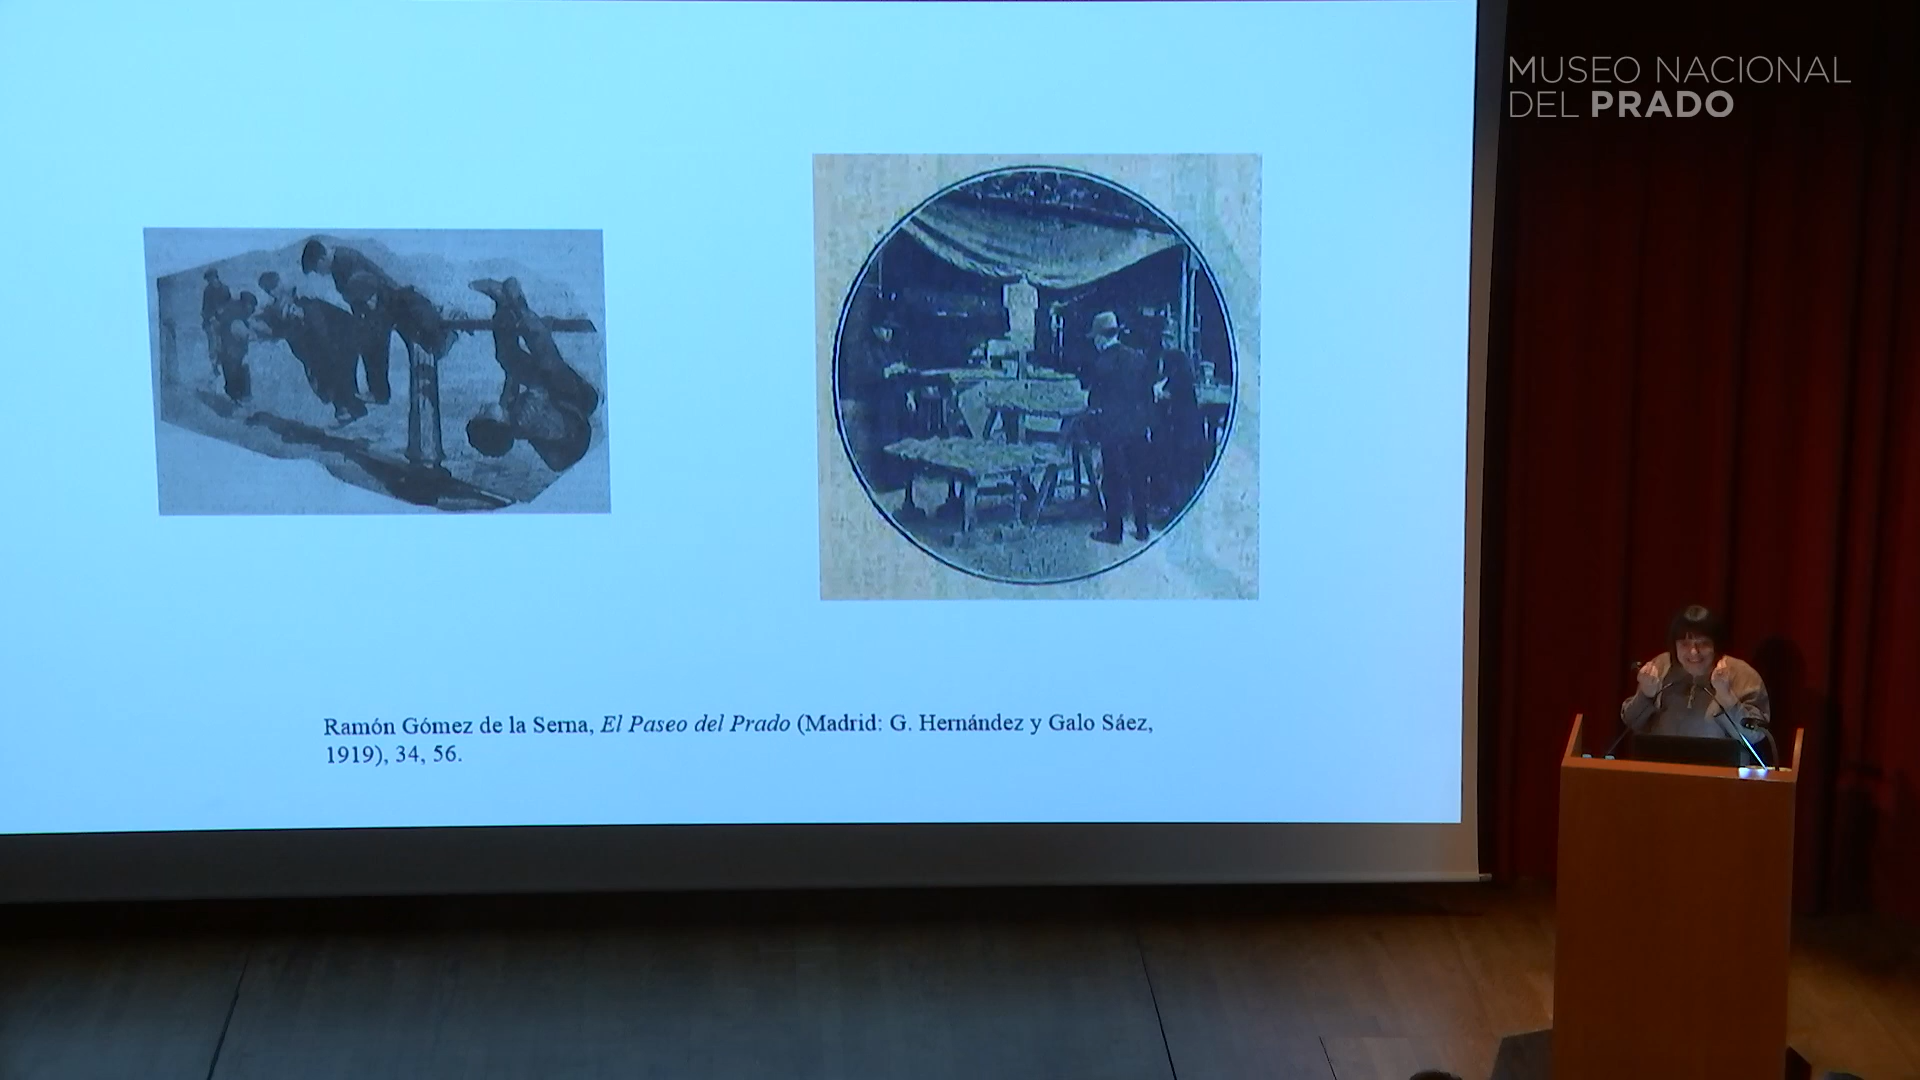 MUSEO NACIONAL
DEL PRADO
Ramón Gómez de la Serna, El Paseo del Prado (Madrid: G. Hernández y Galo Sáez,
1919), 34, 56.